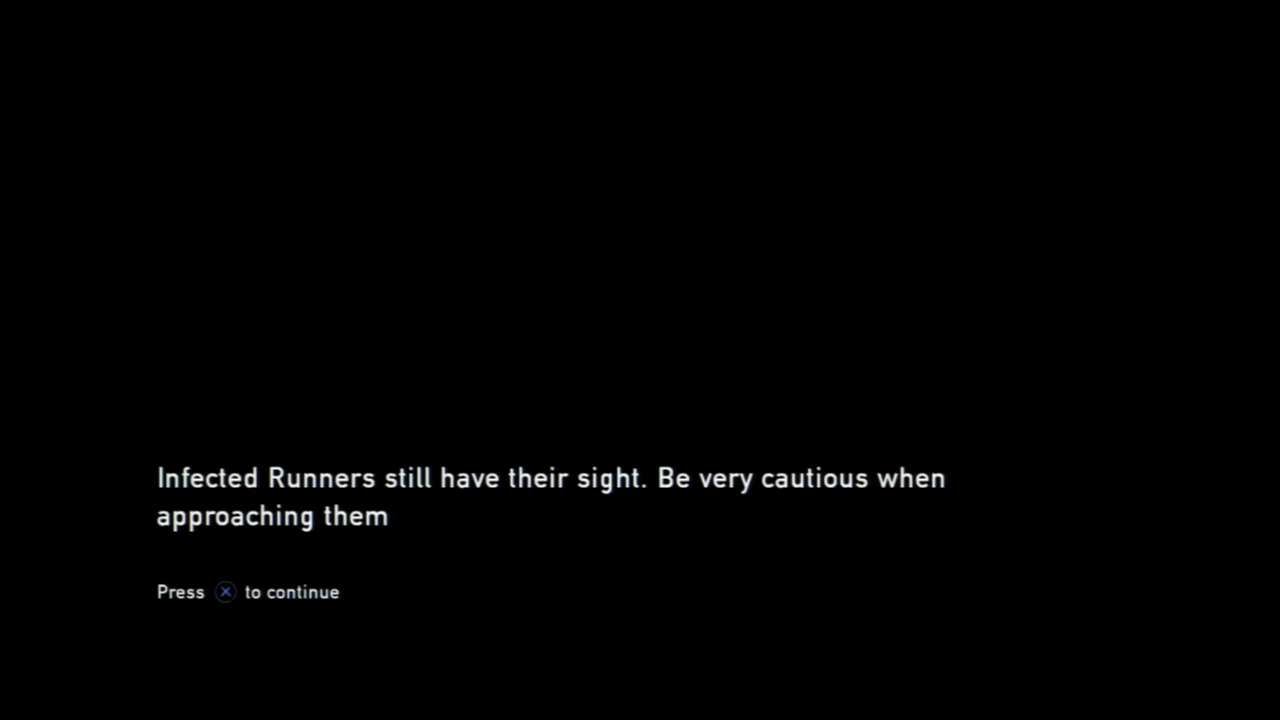 Infected Runners still have their sight. Be very cautious when
approaching them
Press ⓧ to continue